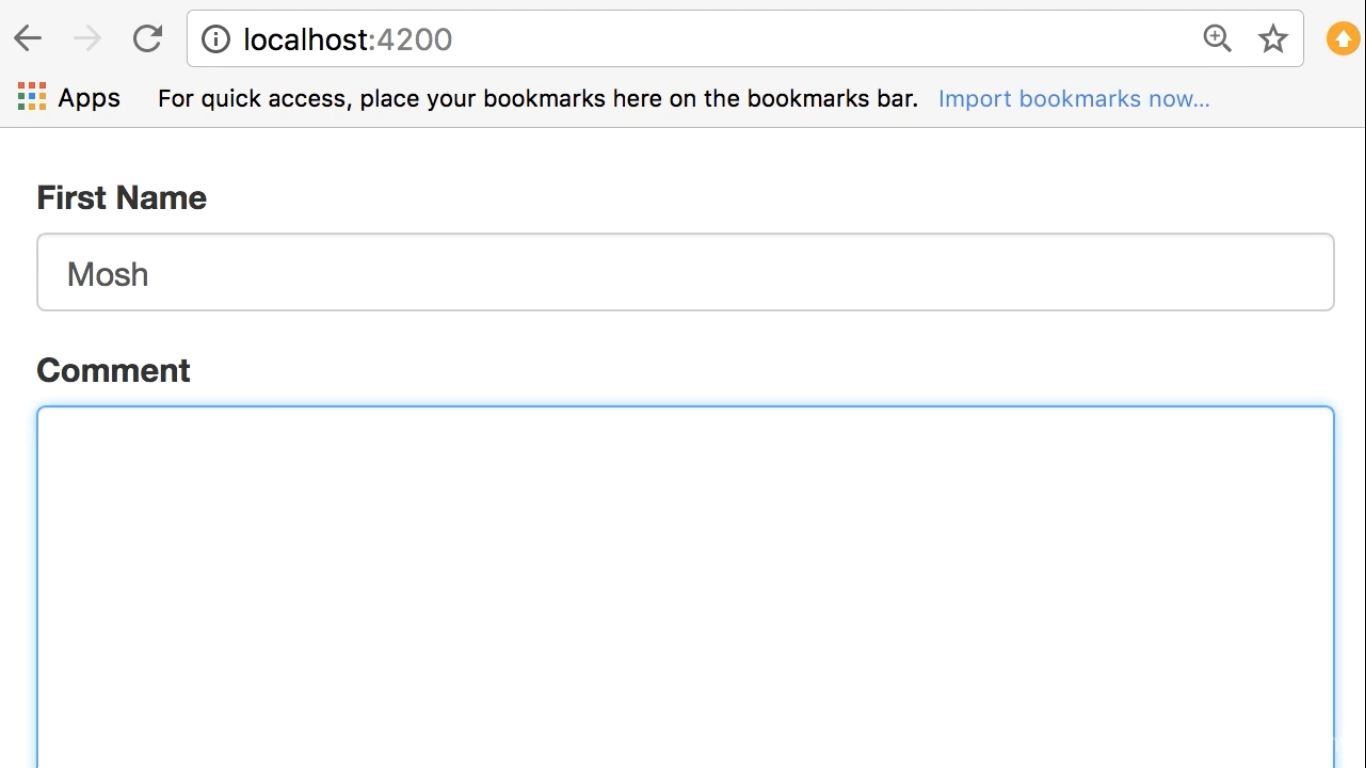 localhost:4200
Apps For quick access, place your bookmarks here on the bookmarks bar. Import bookmarks now...
First Name
Mosh
Comment